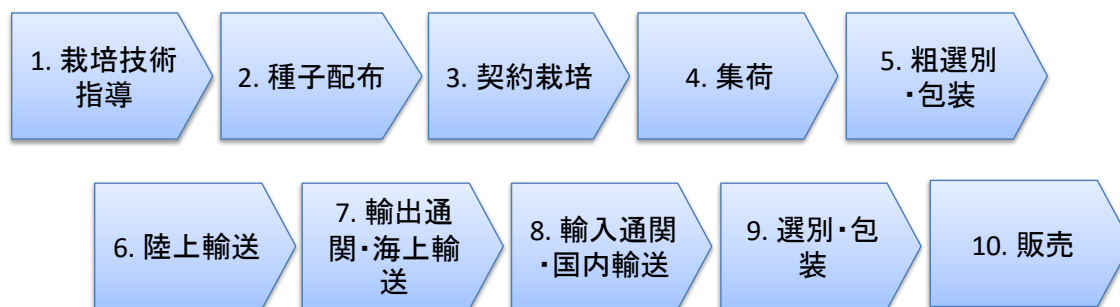 1. 栽培技術
指導
2. 種子配布
3. 契約栽培
4. 集荷
5. 粗選別
・包装
6. 陸上輸送
7. 輸出通
関・海上輸
送
8. 輸入通関
・国内輸送
9. 選別・包
装
10. 販売